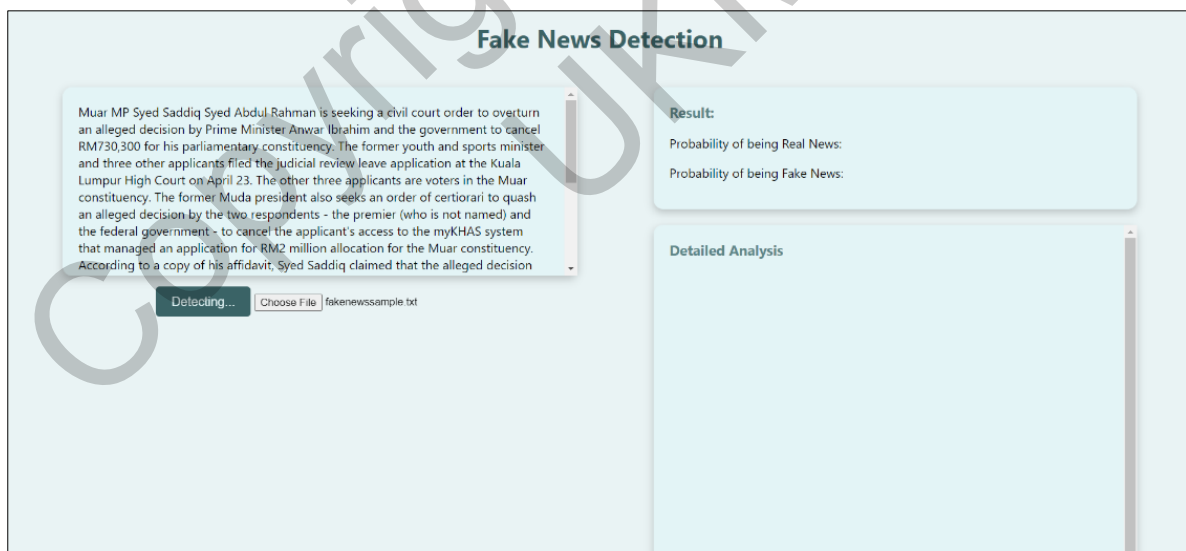 Fake News Detection
Muar MP Syed Saddiq Syed Abdul Rahman is seeking a civil court order to overturn
an alleged decision by Prime Minister Anwar Ibrahim and the government to cancel
RM730,300 for his parliamentary constituency. The former youth and sports minister
and three other applicants filed the judicial review leave application at the Kuala
Lumpur High Court on April 23. The other three applicants are voters in the Muar
constituency. The former Muda president also seeks an order of certiorari to quash
an alleged decision by the two respondents - the premier (who is not named) and
the federal government - to cancel the applicant's access to the myKHAS system
that managed an application for RM2 million allocation for the Muar constituency.
According to a copy of his affidavit, Syed Saddiq claimed that the alleged decision
Detecting...
Choose File fakenewssample.txt
Result:
Probability of being Real News:
Probability of being Fake News:
Detailed Analysis